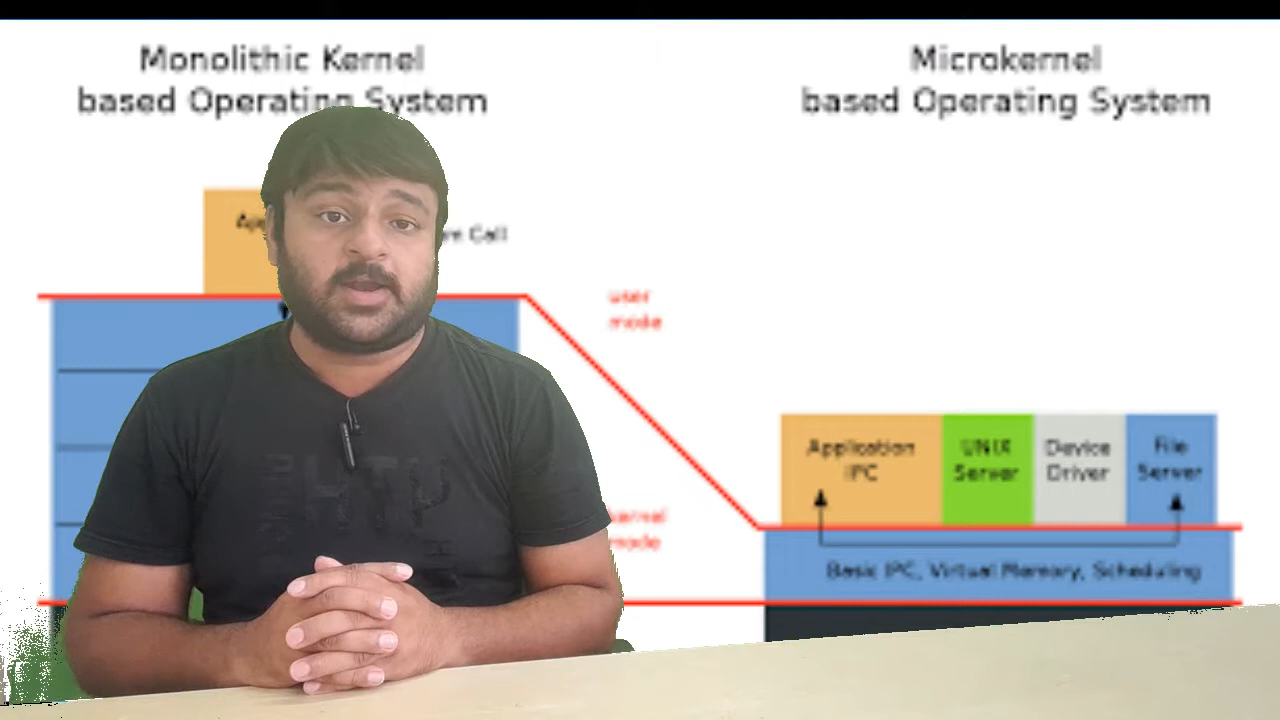 Monolithic Kernel
based Operating System
Call
Microkernel
based Operating System
user
mode
kernel
mode
Application
IPC
UNIX
Server
Device
Driver
File
Server
Basic IPC, Virtual Memory, Scheduling